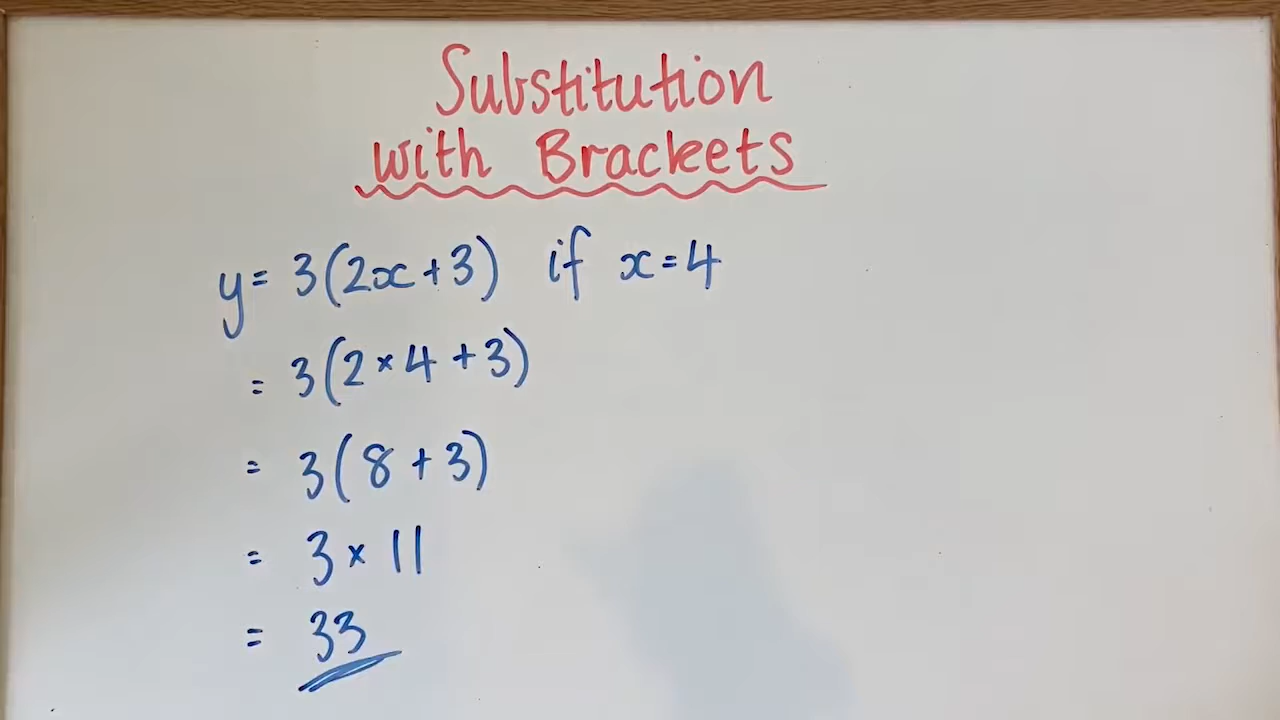 Substitution
with Brackets
y = 3(2x + 3) if x = 4
= 3(2 × 4 + 3)
= 3(8 + 3)
= 3 × 11
= 33